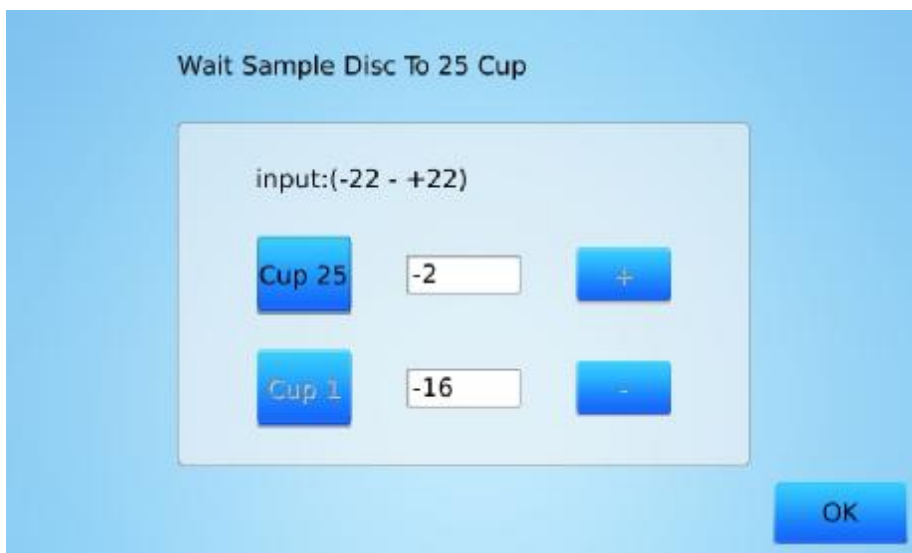 Wait Sample Disc To 25 Cup
input:(-22 - +22)
Cup 25 -2 +
Cup 1 -16 -
OK